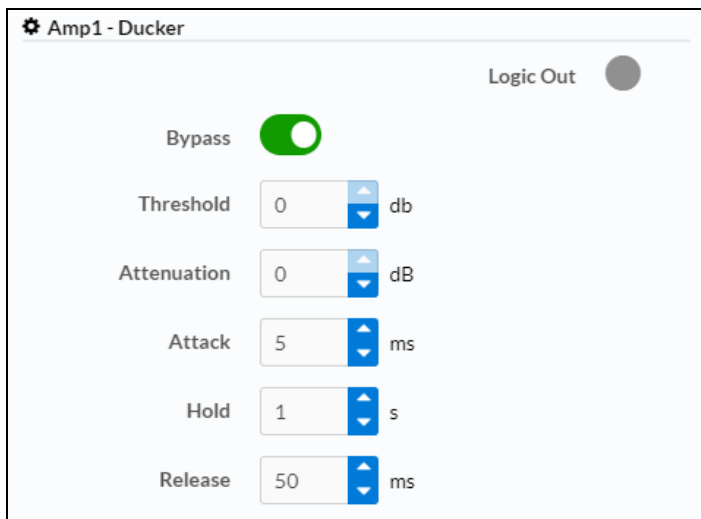 Amp1 - Ducker
Logic Out
Bypass
Threshold 0 db
Attenuation 0 dB
Attack 5 ms
Hold 1 s
Release 50 ms